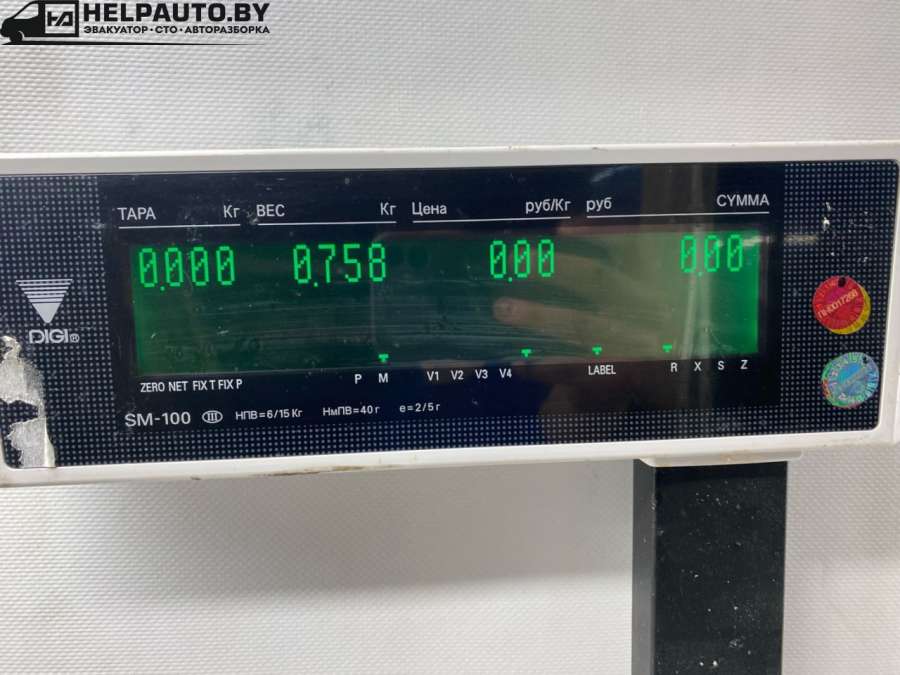 HELPAUTO.BY
ЭВАКУАТОР • СТО • АВТОРАЗБОРКА
ТАРА Кг ВЕС Кг Цена руб/Кг руб СУММА
0.000 0.758 0.00 0.00
DIGI®
ZERO NET FIX T FIX P P M V1 V2 V3 V4 LABEL R X S Z
SM-100 III НПВ=6/15 Кг НмПВ=40 г e=2/5 г